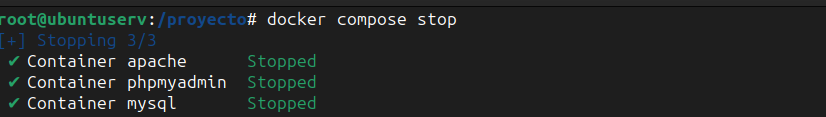 root@ubuntuserv:/proyecto# docker compose stop
[+] Stopping 3/3
✔ Container apache      Stopped
✔ Container phpmyadmin  Stopped
✔ Container mysql       Stopped